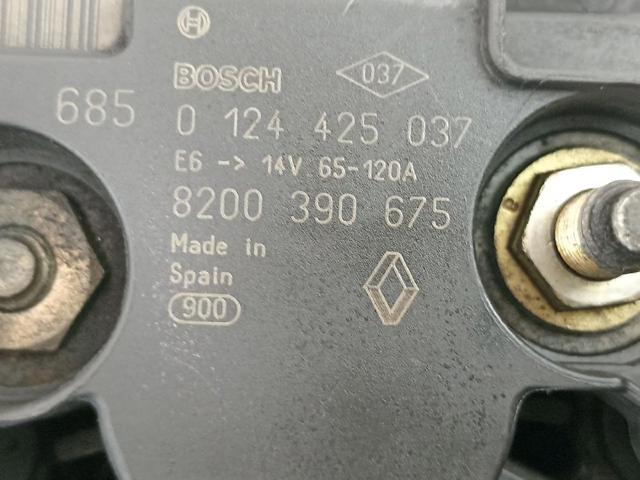 BOSCH 037
685 0 124 425 037
E6 -> 14V 65-120A
8200 390 675
Made in
Spain
900